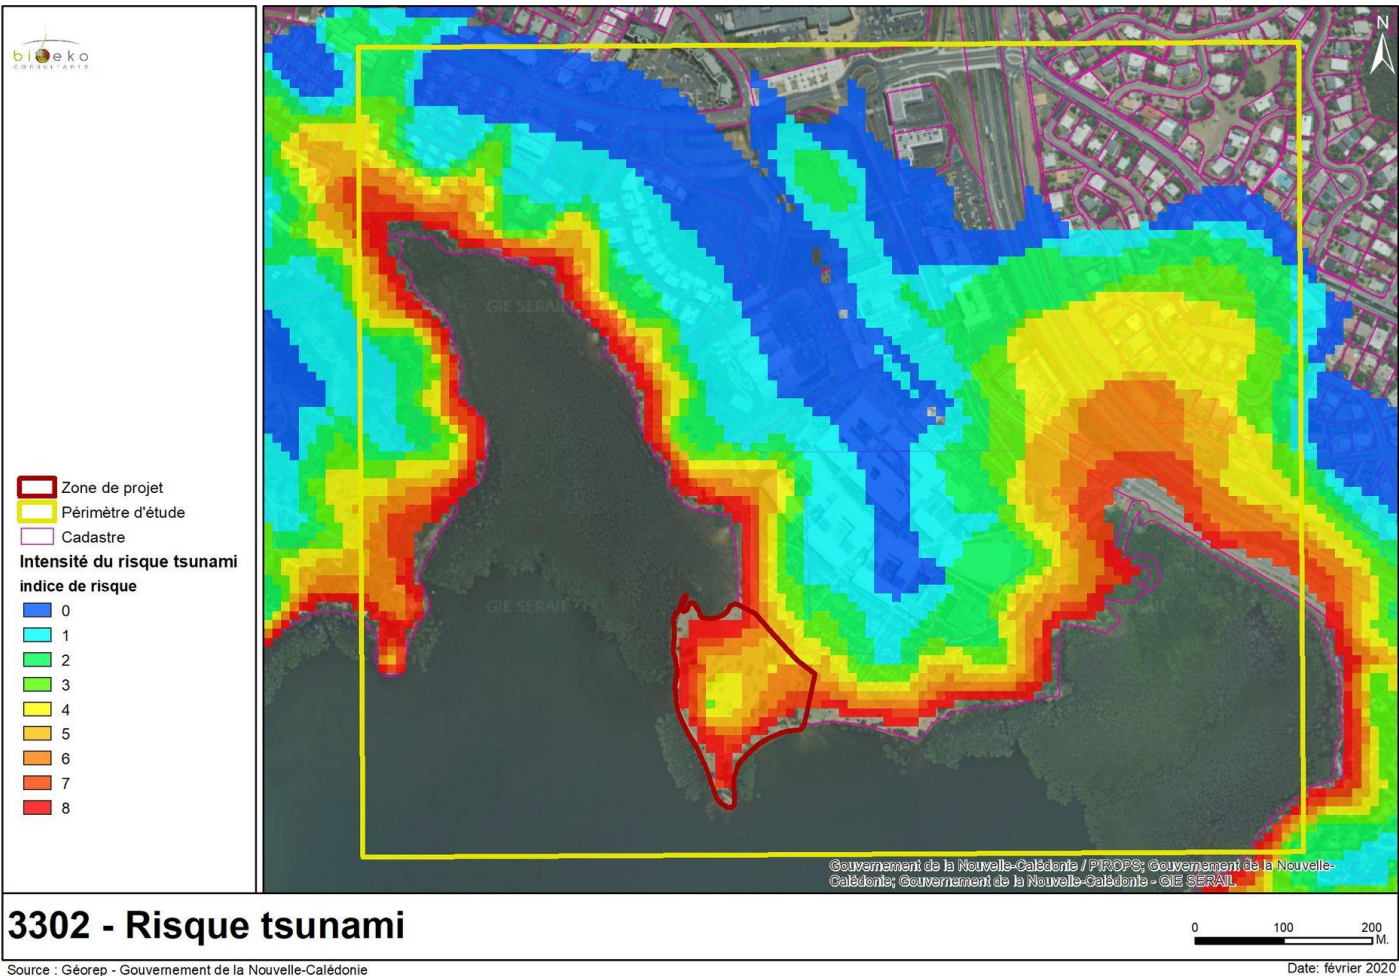 biOeko
CONSULTANTS
N
GIE SERAIL
GIE SERAIL
Zone de projet
Périmètre d'étude
Cadastre
Intensité du risque tsunami
indice de risque
0
1
2
3
4
5
6
7
8
Gouvernement de la Nouvelle-Calédonie / PIROPS; Gouvernement de la Nouvelle-
Calédonie; Gouvernement de la Nouvelle-Calédonie - GIE SERAIL
3302 - Risque tsunami
0 100 200
M.
Source : Géorep - Gouvernement de la Nouvelle-Calédonie
Date: février 2020